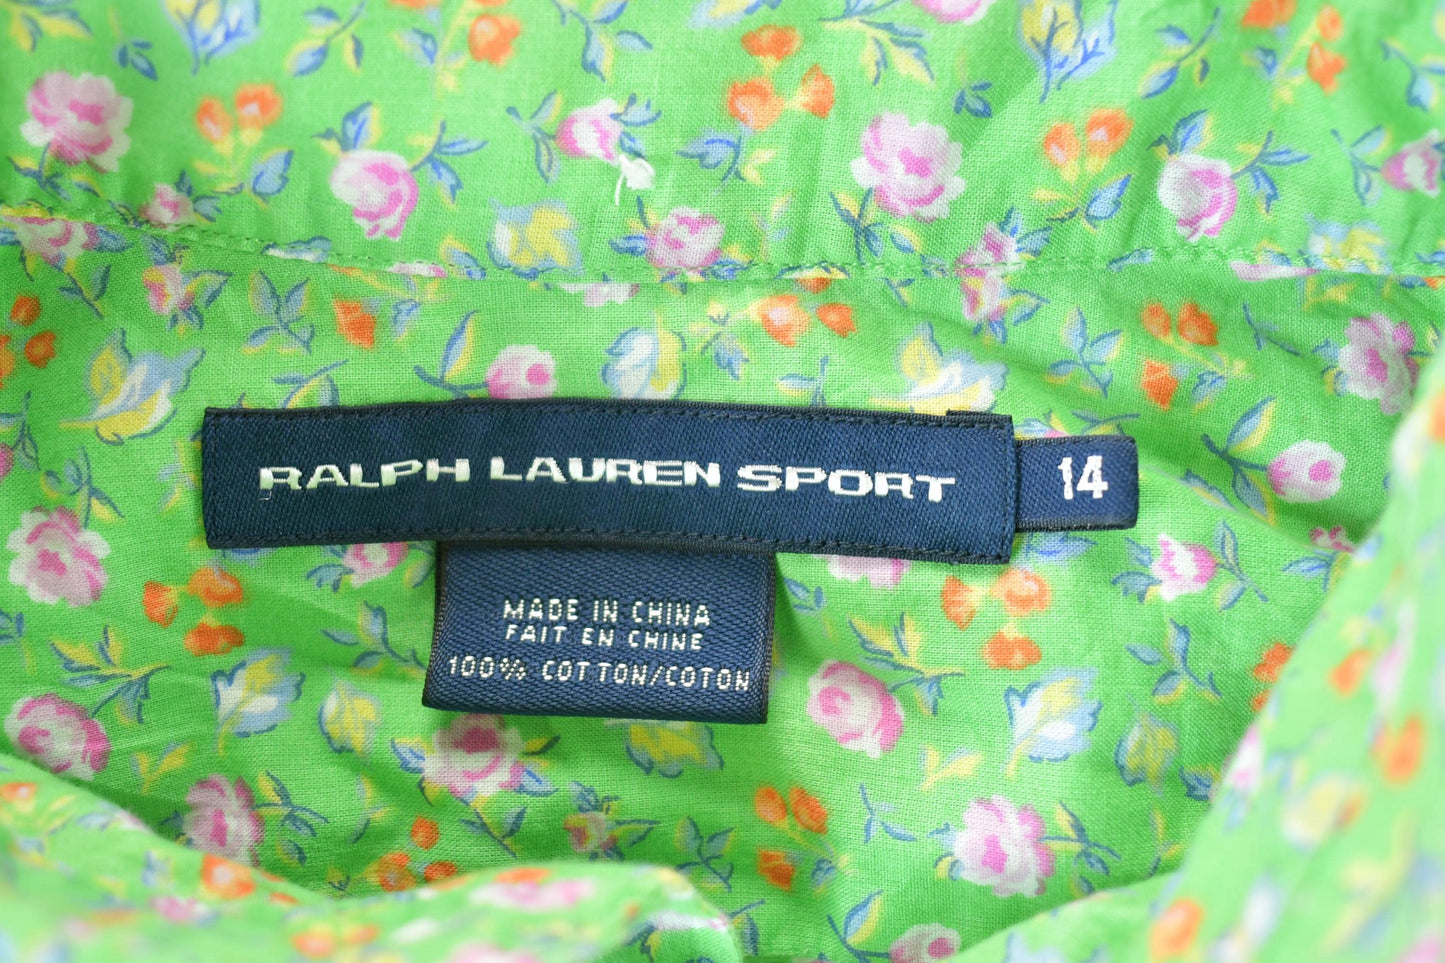 RALPH LAUREN SPORT
14
MADE IN CHINA
FAIT EN CHINE
100% COTTON/COTON